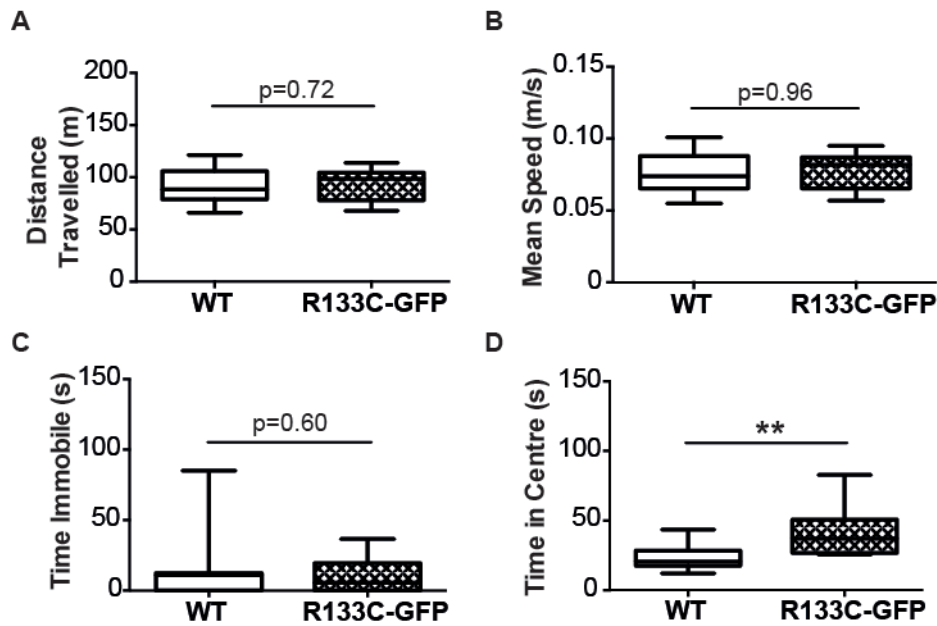 A
Distance
Travelled (m)
200
150
100
50
0
p=0.72
WT R133C-GFP
B
Mean Speed (m/s)
0.15
0.10
0.05
0
p=0.96
WT R133C-GFP
C
Time Immobile (s)
150
100
50
0
p=0.60
WT R133C-GFP
D
Time in Centre (s)
150
100
50
0
**
WT R133C-GFP